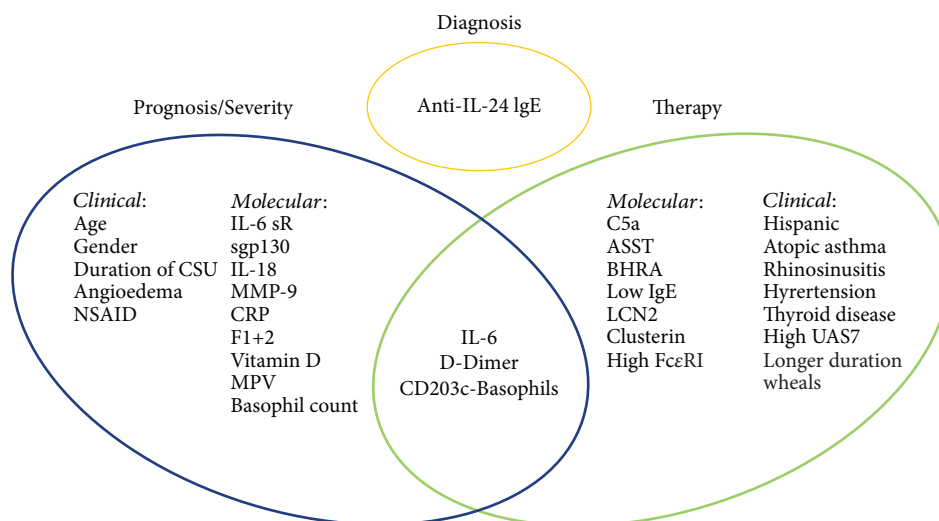 Diagnosis
Anti-IL-24 lgE
Prognosis/Severity
Clinical:
Age
Gender
Duration of CSU
Angioedema
NSAID
Molecular:
IL-6 sR
sgp130
IL-18
MMP-9
CRP
F1+2
Vitamin D
MPV
Basophil count
IL-6
D-Dimer
CD203c-Basophils
Therapy
Molecular:
C5a
ASST
BHRA
Low IgE
LCN2
Clusterin
High FcεRI
Clinical:
Hispanic
Atopic asthma
Rhinosinusitis
Hyrertension
Thyroid disease
High UAS7
Longer duration
wheals